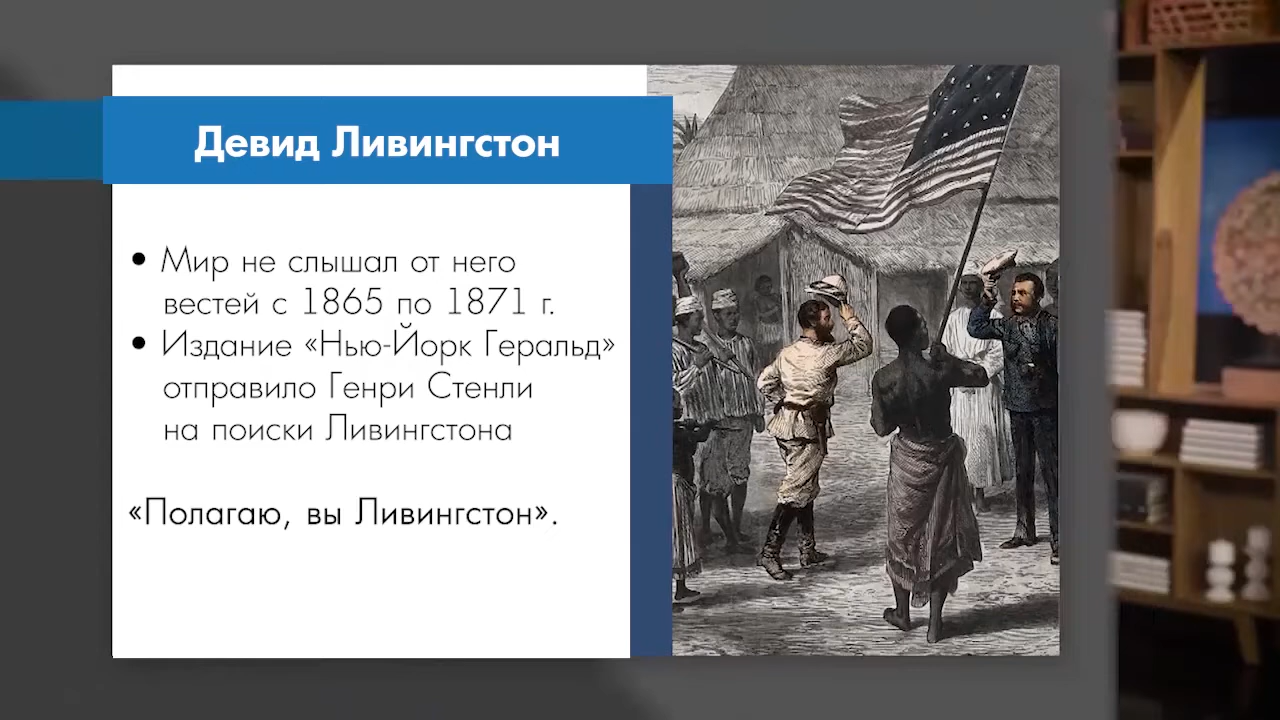 Девид Ливингстон
• Мир не слышал от него
вестей с 1865 по 1871 г.
• Издание «Нью-Йорк Геральд»
отправило Генри Стенли
на поиски Ливингстона
«Полагаю, вы Ливингстон».